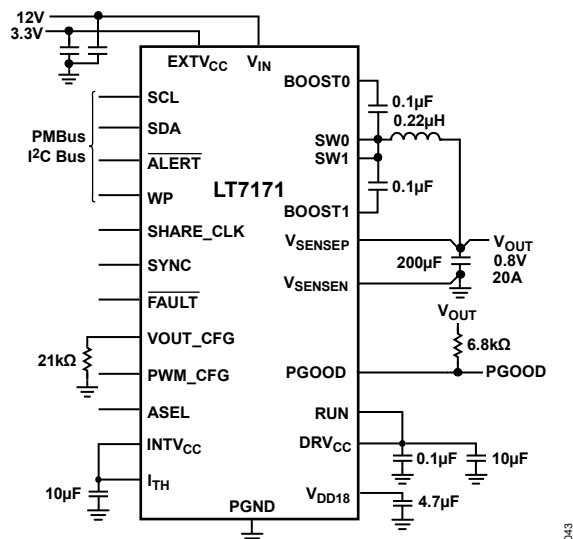 12V
3.3V
EXTVCC
VIN
BOOST0
0.1µF
0.22µH
SCL
SDA
PMBus
I2C Bus
ALERT
WP
SW0
SW1
LT7171
0.1µF
BOOST1
SHARE_CLK
SYNC
FAULT
VSENSEP
VOUT
0.8V
20A
200µF
VSENSEN
VOUT
6.8kΩ
VOUT_CFG
21kΩ
PWM_CFG
PGOOD
PGOOD
ASEL
RUN
INTVCC
DRVCC
0.1µF
10µF
ITH
10µF
VDD18
4.7µF
PGND
043